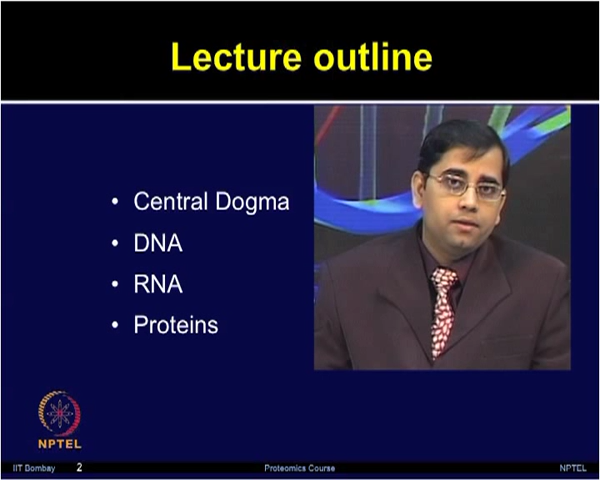 Lecture outline
• Central Dogma
• DNA
• RNA
• Proteins
NPTEL
IIT Bombay 2 Proteomics Course NPTEL